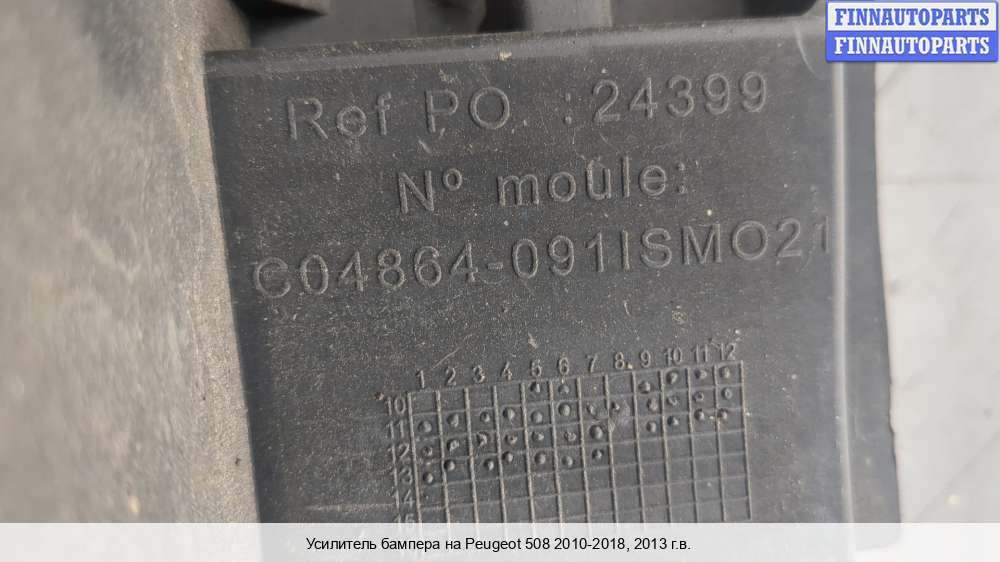 FINNAUTOPARTS
FINNAUTOPARTS
Ref PO. : 24399
Nº moule:
C04864-091ISMO21
1 2 3 4 5 6 7 8 9 10 11 12
10
11
12
13
14
Усилитель бампера на Peugeot 508 2010-2018, 2013 г.в.